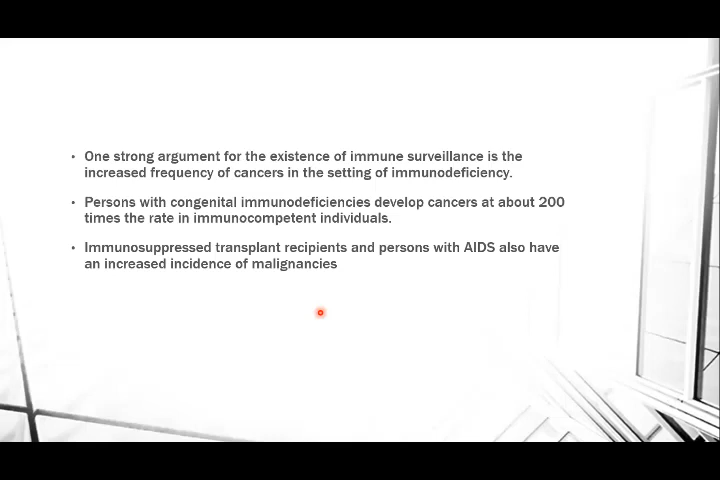 • One strong argument for the existence of immune surveillance is the
increased frequency of cancers in the setting of immunodeficiency.
• Persons with congenital immunodeficiencies develop cancers at about 200
times the rate in immunocompetent individuals.
• Immunosuppressed transplant recipients and persons with AIDS also have
an increased incidence of malignancies